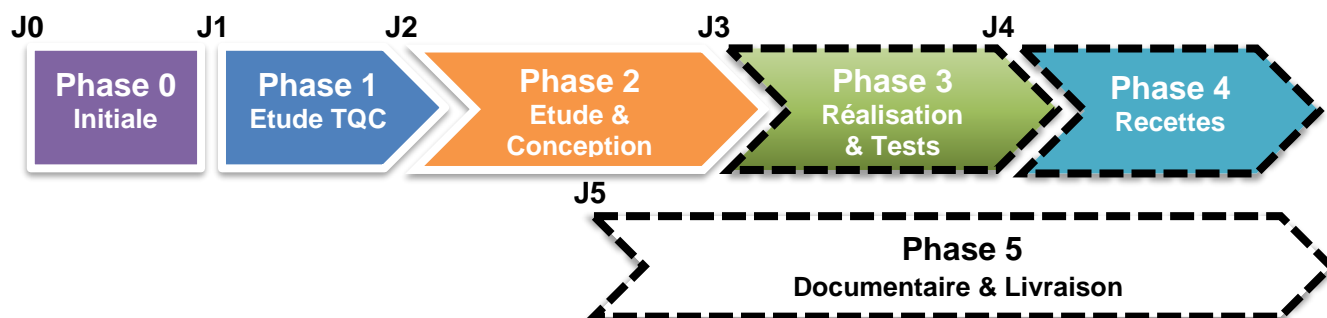 J0 J1 J2 J3 J4
Phase 0
Initiale
Phase 1
Etude TQC
Phase 2
Etude &
Conception
Phase 3
Réalisation
& Tests
Phase 4
Recettes
J5
Phase 5
Documentaire & Livraison